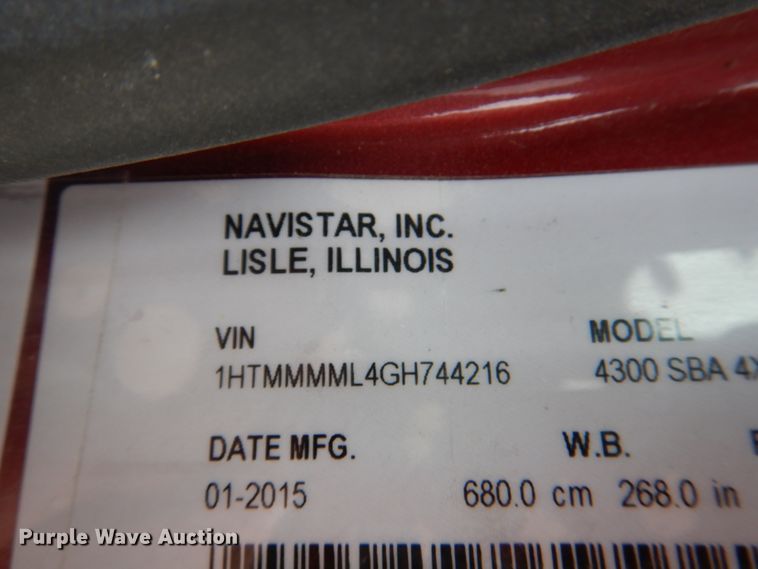 NAVISTAR, INC.
LISLE, ILLINOIS
VIN MODEL
1HTMMMML4GH744216 4300 SBA 4X
DATE MFG. W.B.
01-2015 680.0 cm 268.0 in
Purple Wave Auction